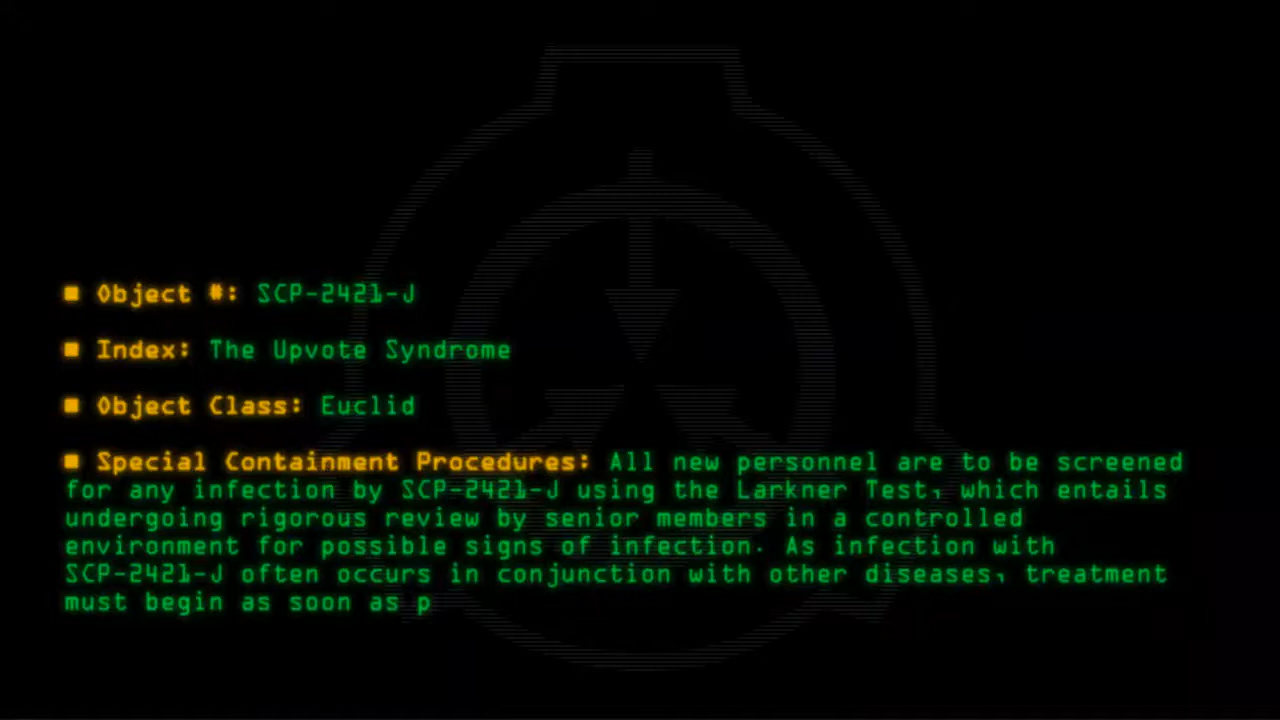 ■ Object #: SCP-2421-J
■ Index: The Upvote Syndrome
■ Object Class: Euclid
■ Special Containment Procedures: All new personnel are to be screened
for any infection by SCP-2421-J using the Larkner Test, which entails
undergoing rigorous review by senior members in a controlled
environment for possible signs of infection. As infection with
SCP-2421-J often occurs in conjunction with other diseases, treatment
must begin as soon as p